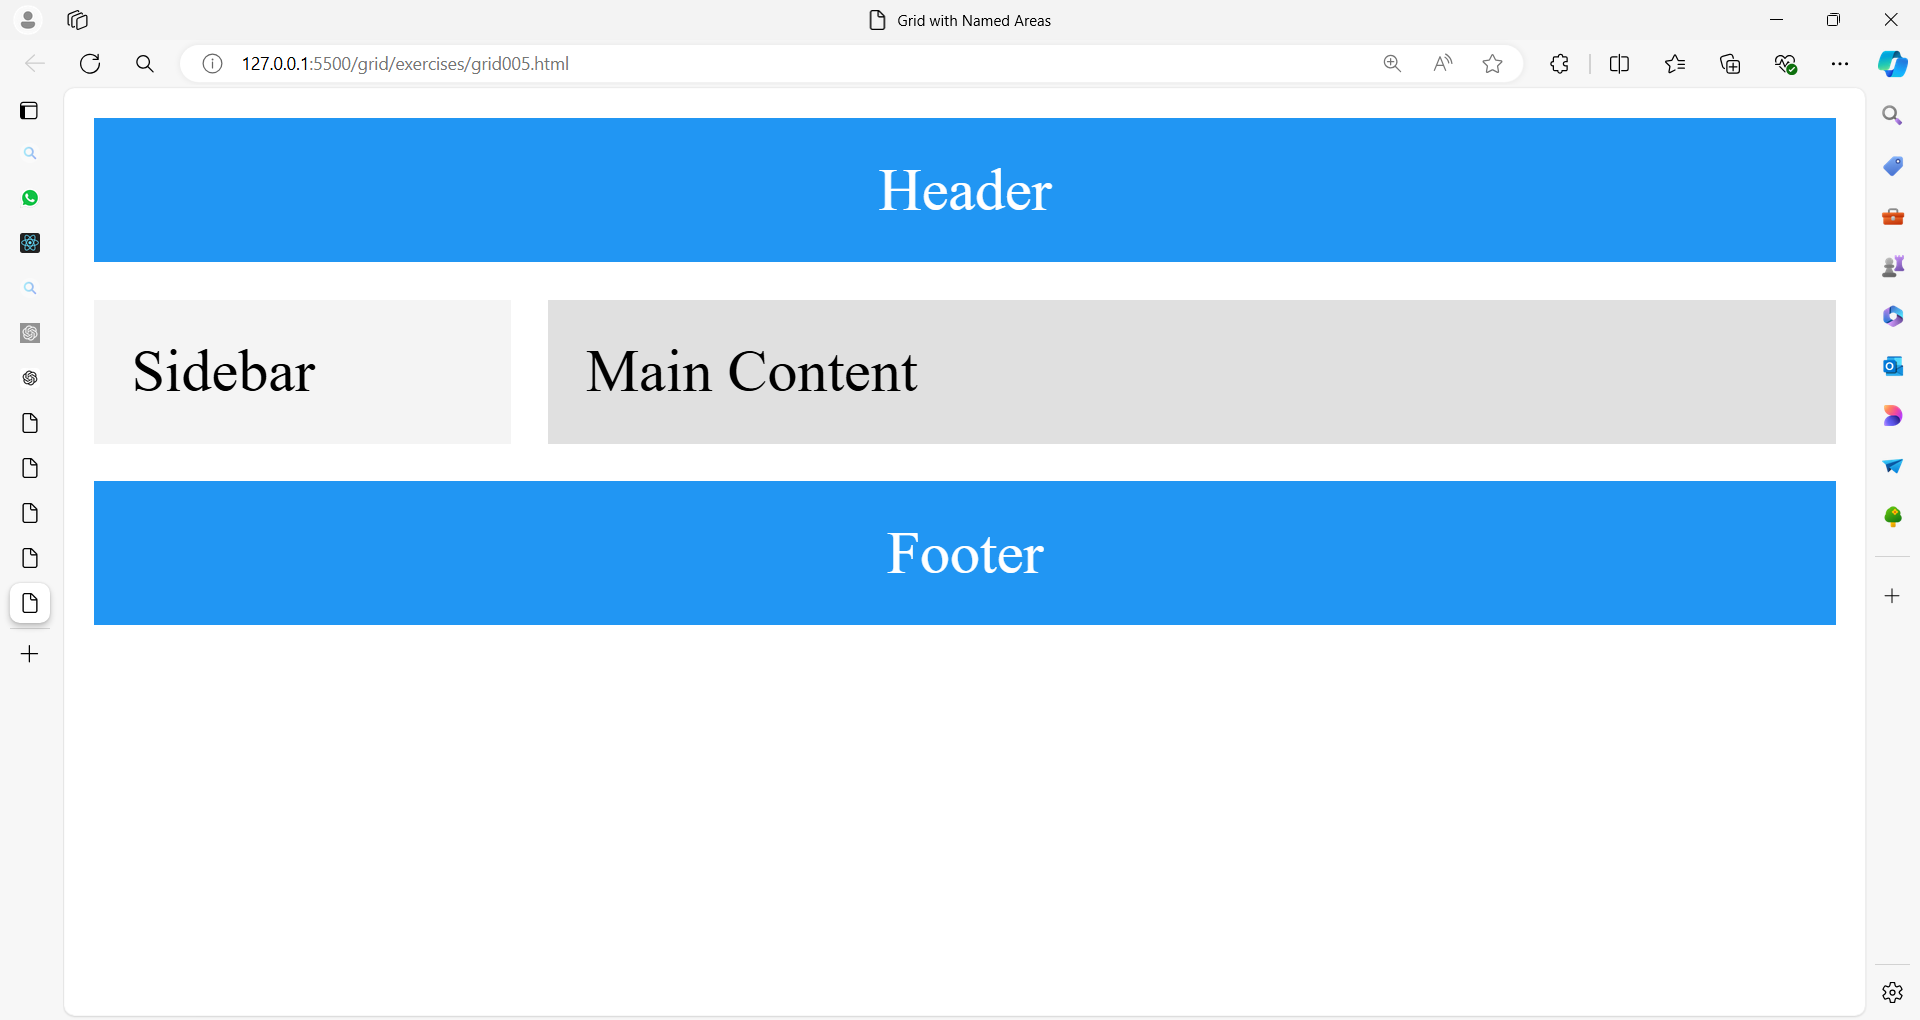 Grid with Named Areas
127.0.0.1:5500/grid/exercises/grid005.html
Header
Sidebar
Main Content
Footer